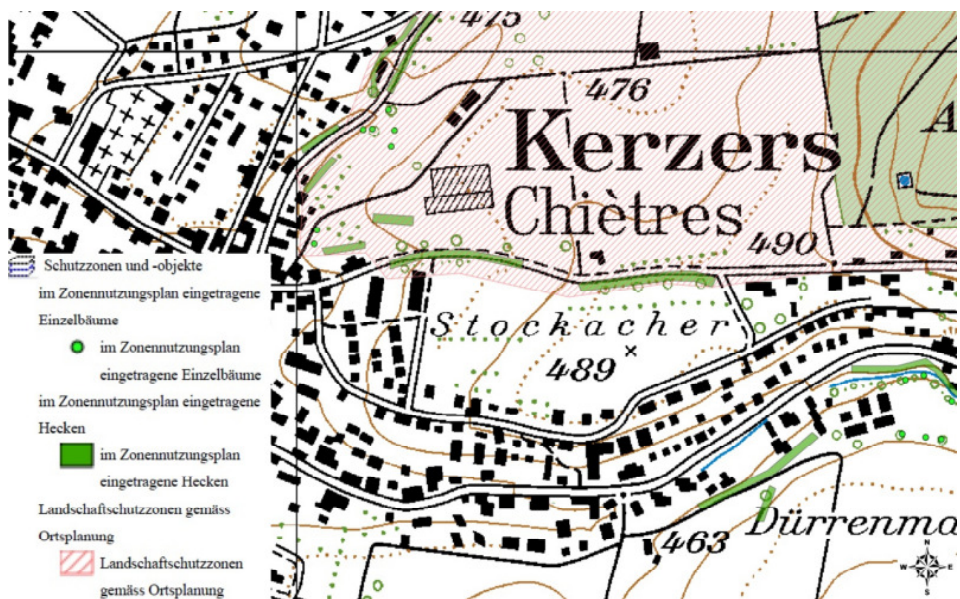 475
476
Kerzers
Chiètres
A
490
Stockacher
489
463
Dürrenma
Schutzzonen und -objekte
im Zonennutzungsplan eingetragene
Einzelbäume
im Zonennutzungsplan
eingetragene Einzelbäume
im Zonennutzungsplan eingetragene
Hecken
im Zonennutzungsplan
eingetragene Hecken
Landschaftschutzzonen gemäss
Ortsplanung
Landschaftschutzzonen
gemäss Ortsplanung
N
W E
S